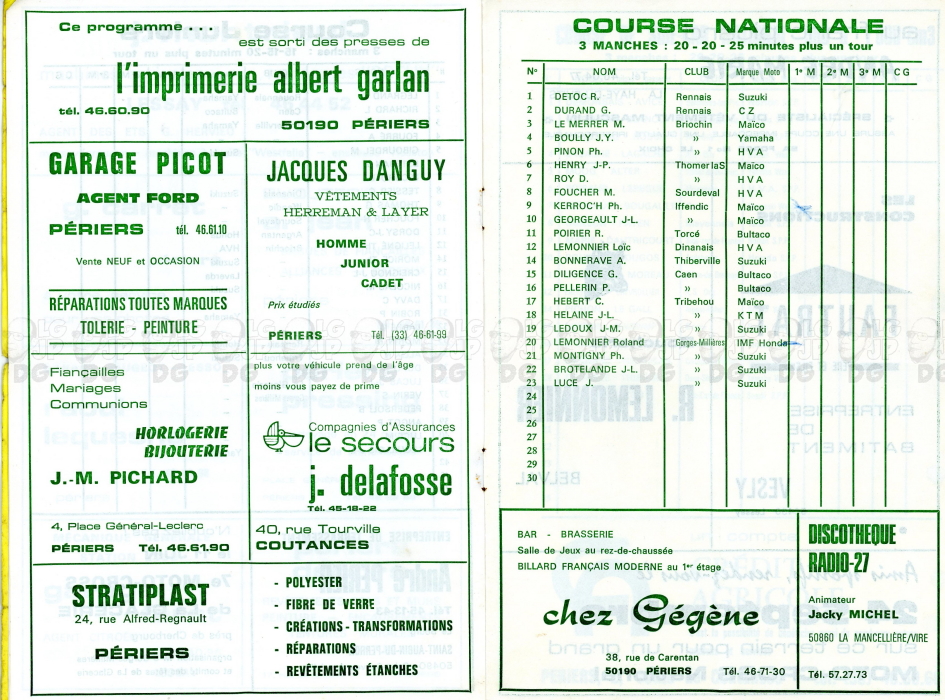 Ce programme . . .
est sorti des presses de
l'imprimerie albert garlan
tél. 46.60.90
50190 PÉRIERS
GARAGE PICOT
AGENT FORD
PÉRIERS tél. 46.61.10
Vente NEUF et OCCASION
RÉPARATIONS TOUTES MARQUES
TOLERIE - PEINTURE
JACQUES DANGUY
VÊTEMENTS
HERREMAN & LAYER
HOMME
JUNIOR
CADET
Prix étudiés
PÉRIERS Tél. (33) 46-61-99
Fiançailles
Mariages
Communions
HORLOGERIE
BIJOUTERIE
J.-M. PICHARD
4, Place Général-Leclerc
PÉRIERS Tél. 46.61.90
plus votre véhicule prend de l'âge
moins vous payez de prime
Compagnies d'Assurances
le secours
j. delafosse
Tél. 45-18-22
40, rue Tourville
COUTANCES
STRATIPLAST
24, rue Alfred-Regnault
PÉRIERS
- POLYESTER
- FIBRE DE VERRE
- CRÉATIONS - TRANSFORMATIONS
- RÉPARATIONS
- REVÊTEMENTS ÉTANCHES
COURSE NATIONALE
3 MANCHES : 20 - 20 - 25 minutes plus un tour
N° NOM CLUB Marque Moto 1re M 2me M 3me M C G
1 DETOC R. Rennais Suzuki
2 DURAND G. Rennais C Z
3 LE MERRER M. Briochin Maïco
4 BOULLY J.Y. » Yamaha
5 PINON Ph. » H V A
6 HENRY J-P. Thomer la S Maïco
7 ROY D. » H V A
8 FOUCHER M. Sourdeval H V A
9 KERROC'H Ph. Iffendic Maïco
10 GEORGEAULT J-L. » Maïco
11 POIRIER R. Torcé Bultaco
12 LEMONNIER Loïc Dinanais H V A
14 BONNERAVE A. Thiberville Suzuki
15 DILIGENCE G. Caen Bultaco
16 PELLERIN P. » Bultaco
17 HEBERT C. Tribehou Maïco
18 HELAINE J-L. » K T M
19 LEDOUX J-M. » Suzuki
20 LEMONNIER Roland Gorges-Millières IMF Honda
21 MONTIGNY Ph. » Suzuki
22 BROTELANDE J-L. » Suzuki
23 LUCE J. » Suzuki
24
25
26
27
28
29
30
BAR - BRASSERIE
Salle de Jeux au rez-de-chaussée
BILLARD FRANÇAIS MODERNE au 1er étage
chez Gégène
38, rue de Carentan
50190 PÉRIERS Tél. 46-71-30
DISCOTHEQUE
RADIO-27
Animateur
Jacky MICHEL
50860 LA MANCELLIÈRE/VIRE
Tél. 57.27.73